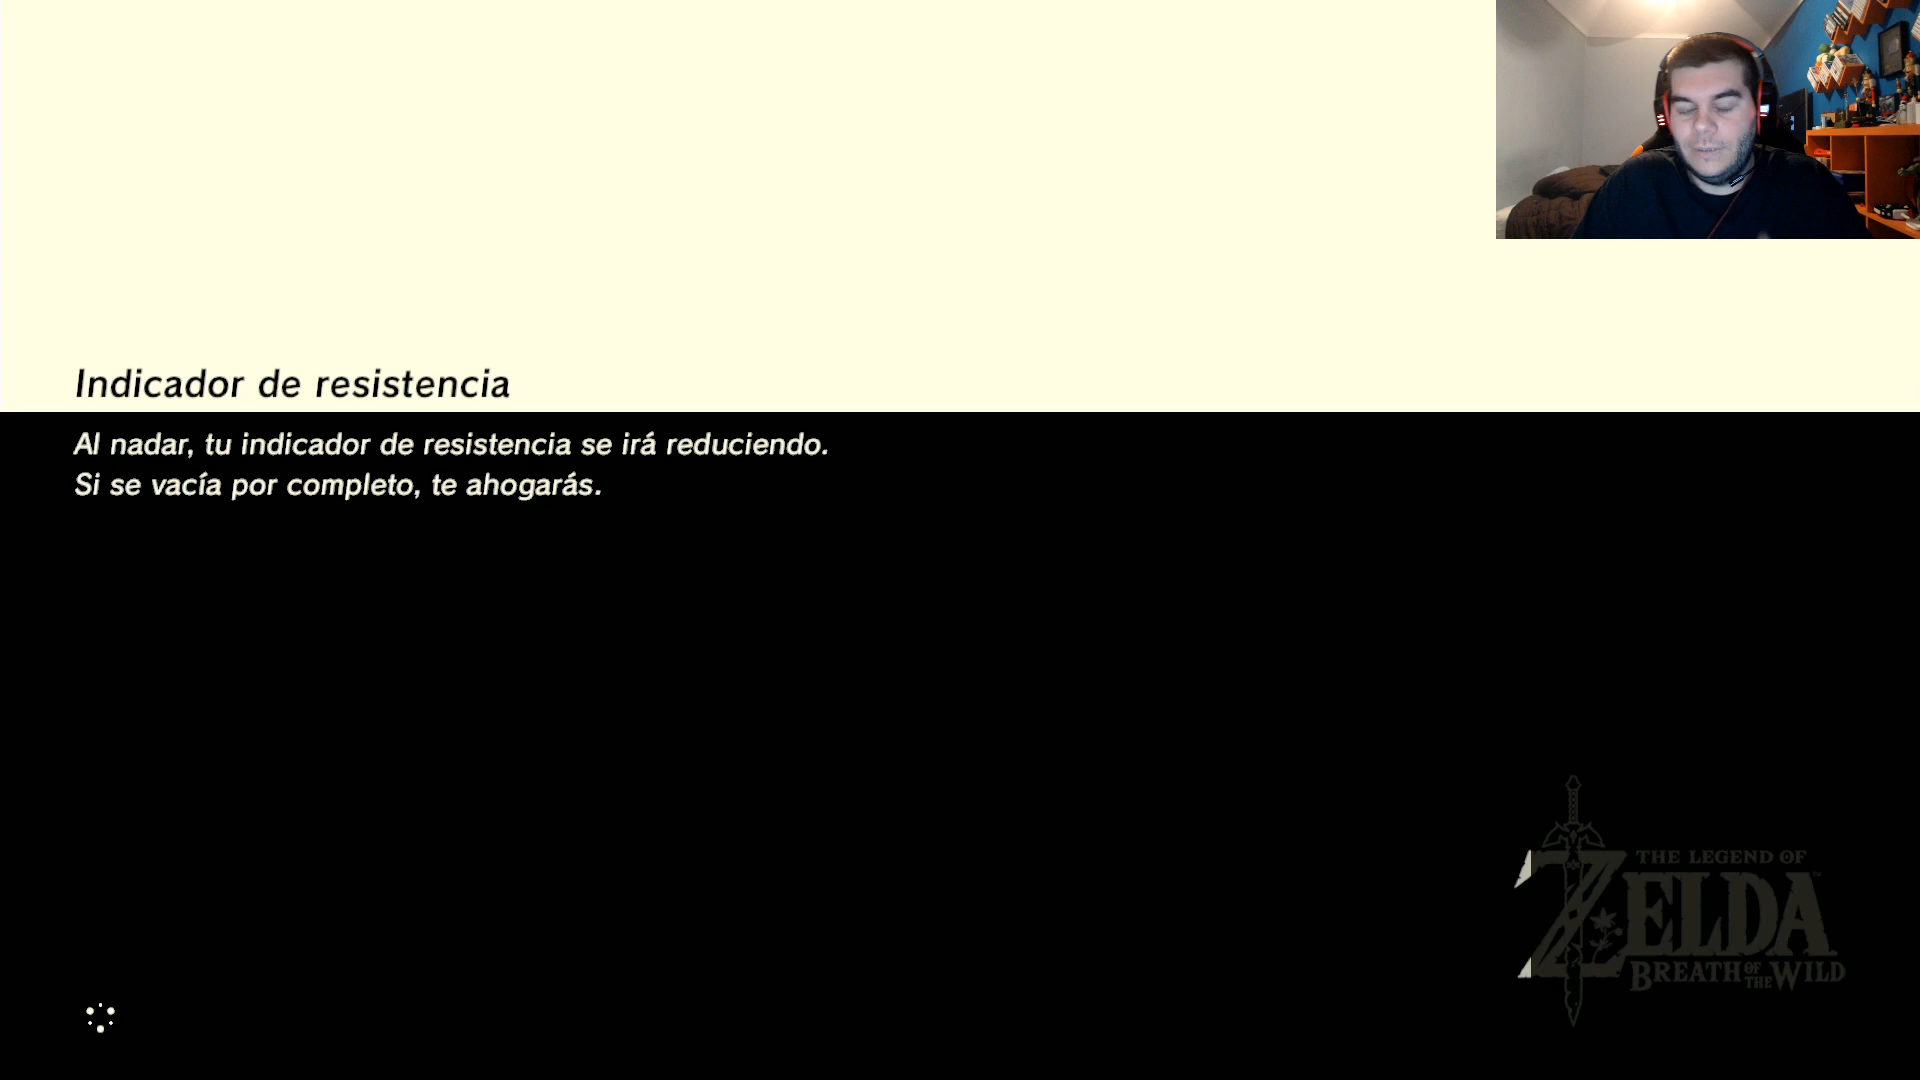 Indicador de resistencia
Al nadar, tu indicador de resistencia se irá reduciendo.
Si se vacía por completo, te ahogarás.
THE LEGEND OF
ZELDA
BREATH OF THE WILD